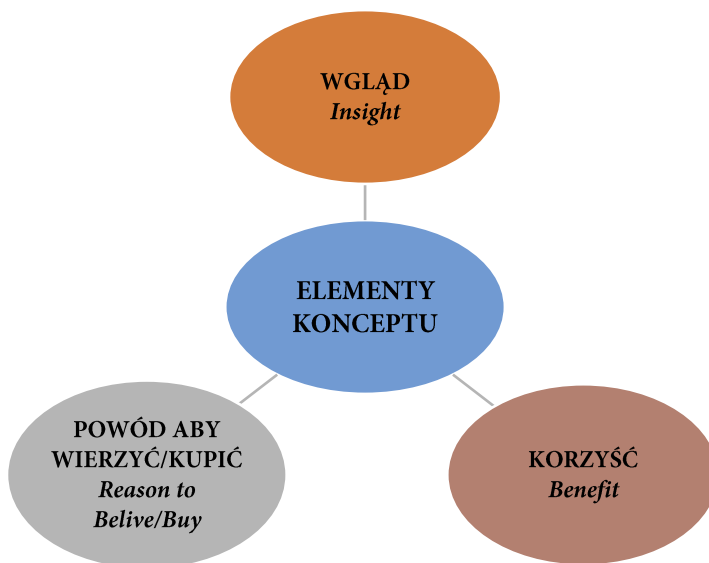 WGLĄD
Insight
ELEMENTY
KONCEPTU
POWÓD ABY
WIERZYĆ/KUPIĆ
Reason to
Belive/Buy
KORZYŚĆ
Benefit